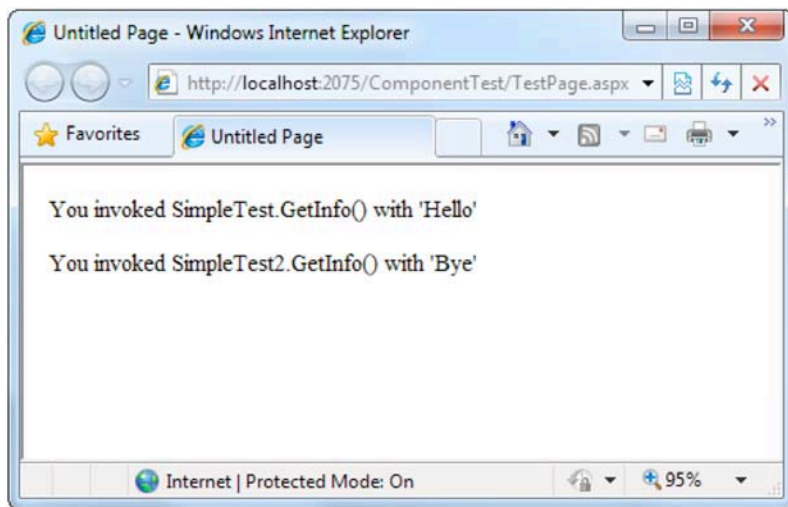 Untitled Page - Windows Internet Explorer
http://localhost:2075/ComponentTest/TestPage.aspx
Favorites
Untitled Page
You invoked SimpleTest.GetInfo() with 'Hello'
You invoked SimpleTest2.GetInfo() with 'Bye'
Internet | Protected Mode: On
95%